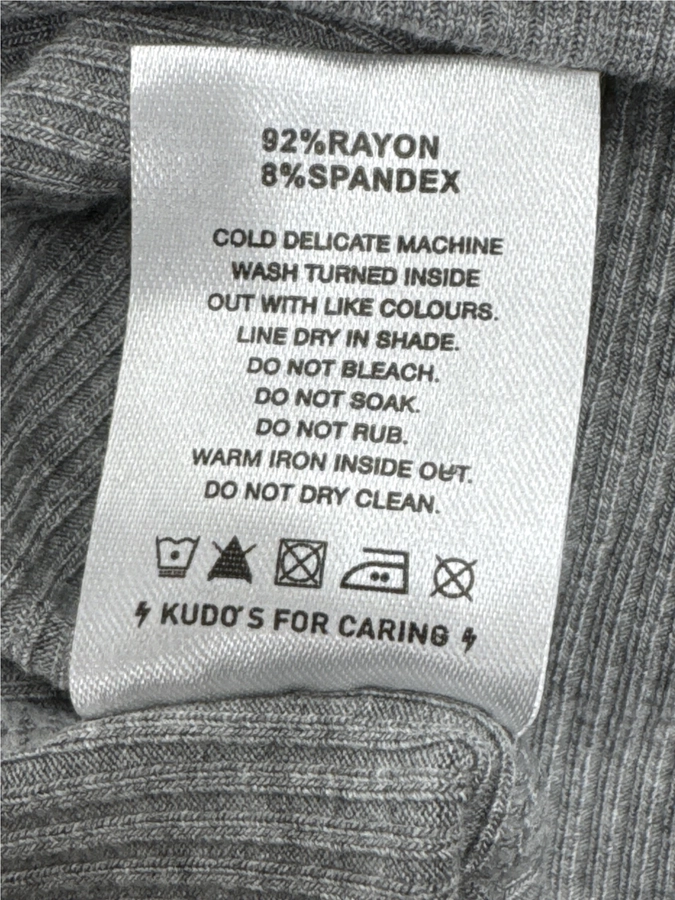 92%RAYON
8%SPANDEX
COLD DELICATE MACHINE
WASH TURNED INSIDE
OUT WITH LIKE COLOURS.
LINE DRY IN SHADE.
DO NOT BLEACH.
DO NOT SOAK.
DO NOT RUB.
WARM IRON INSIDE OUT.
DO NOT DRY CLEAN.
KUDO'S FOR CARING